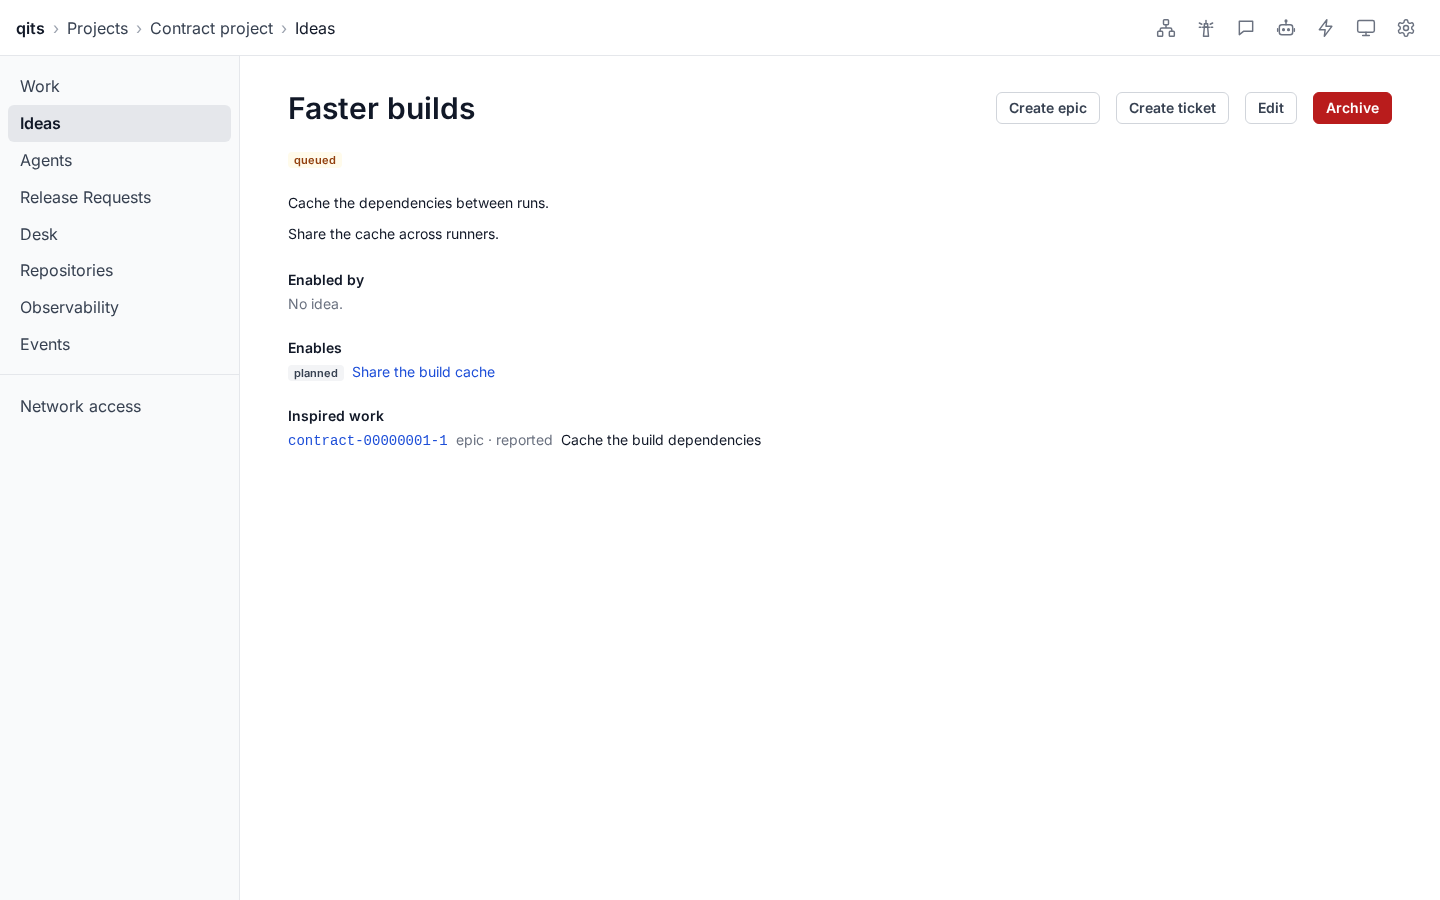 qits › Projects › Contract project › Ideas
Work
Ideas
Agents
Release Requests
Desk
Repositories
Observability
Events
Network access
Faster builds
Create epic
Create ticket
Edit
Archive
queued
Cache the dependencies between runs.
Share the cache across runners.
Enabled by
No idea.
Enables
planned Share the build cache
Inspired work
contract-00000001-1 epic · reported Cache the build dependencies